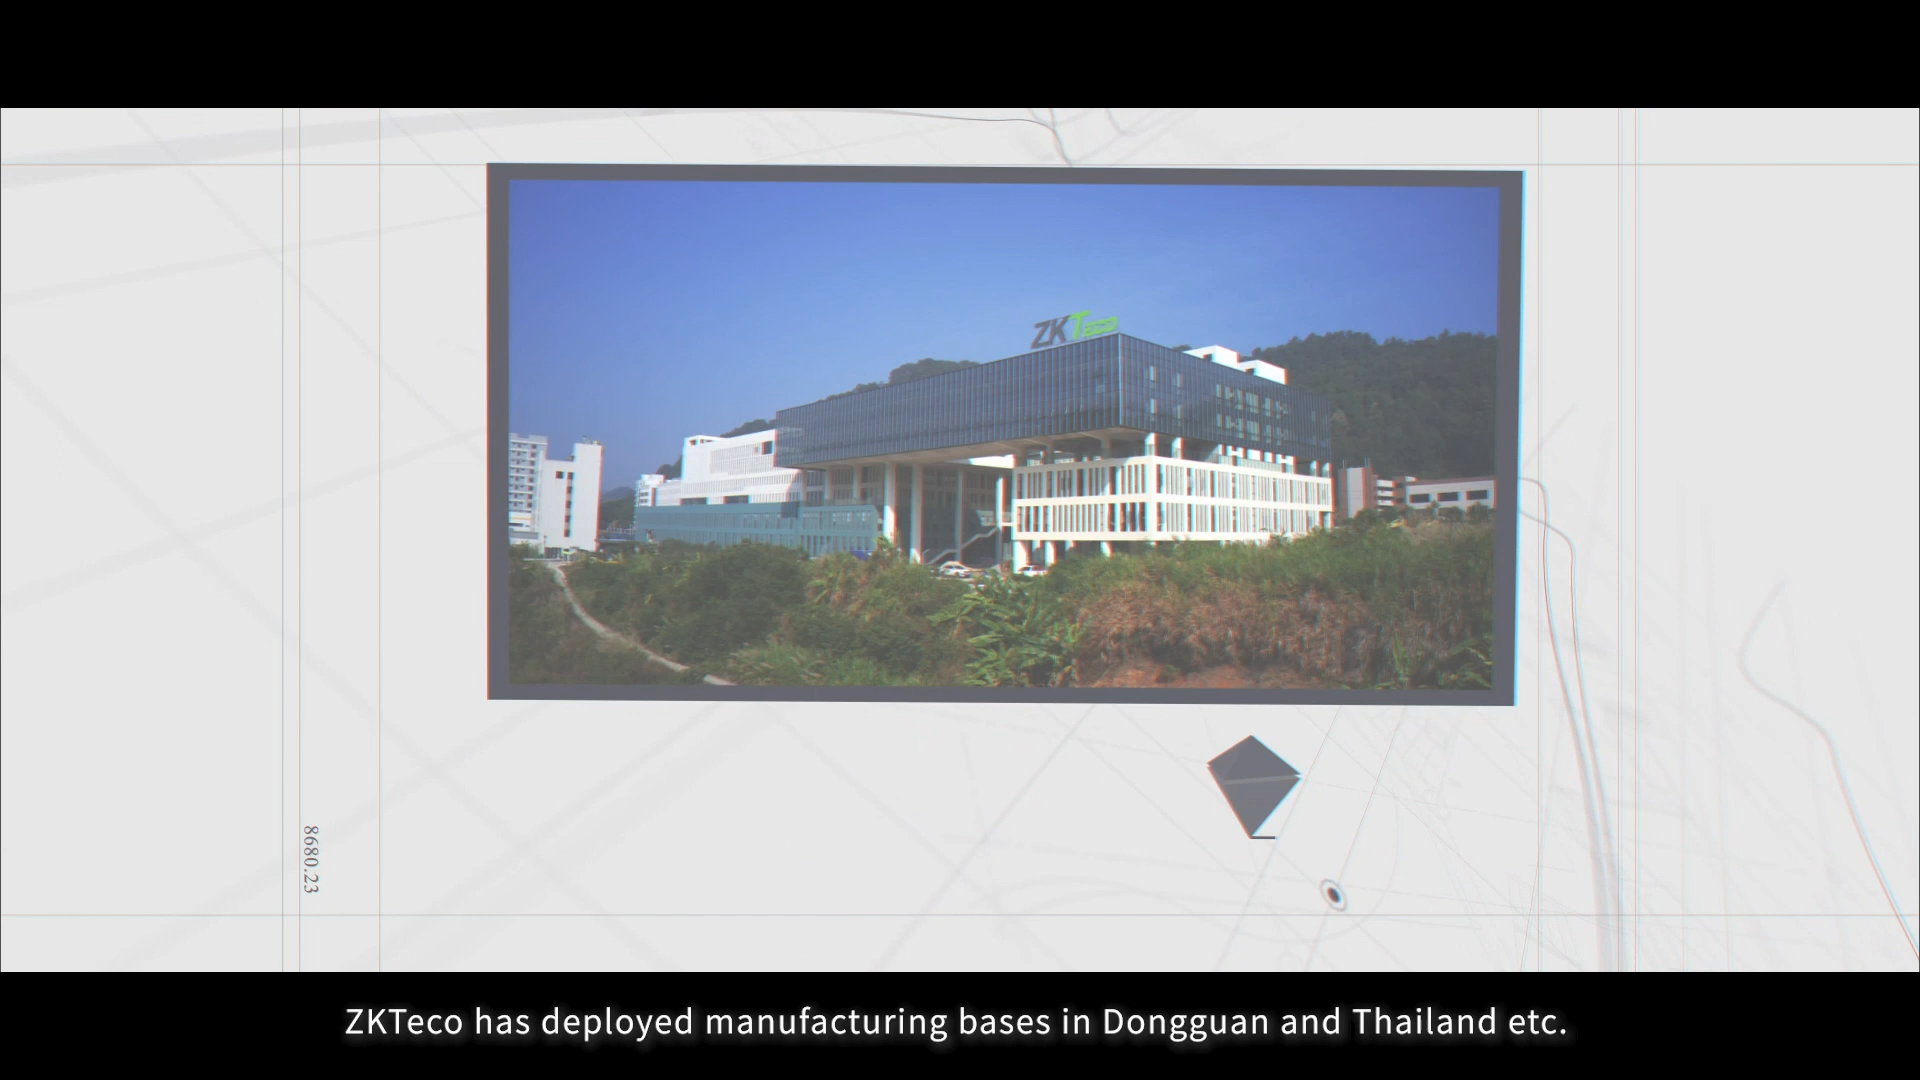 ZKTeco
8680.23
ZKTeco has deployed manufacturing bases in Dongguan and Thailand etc.